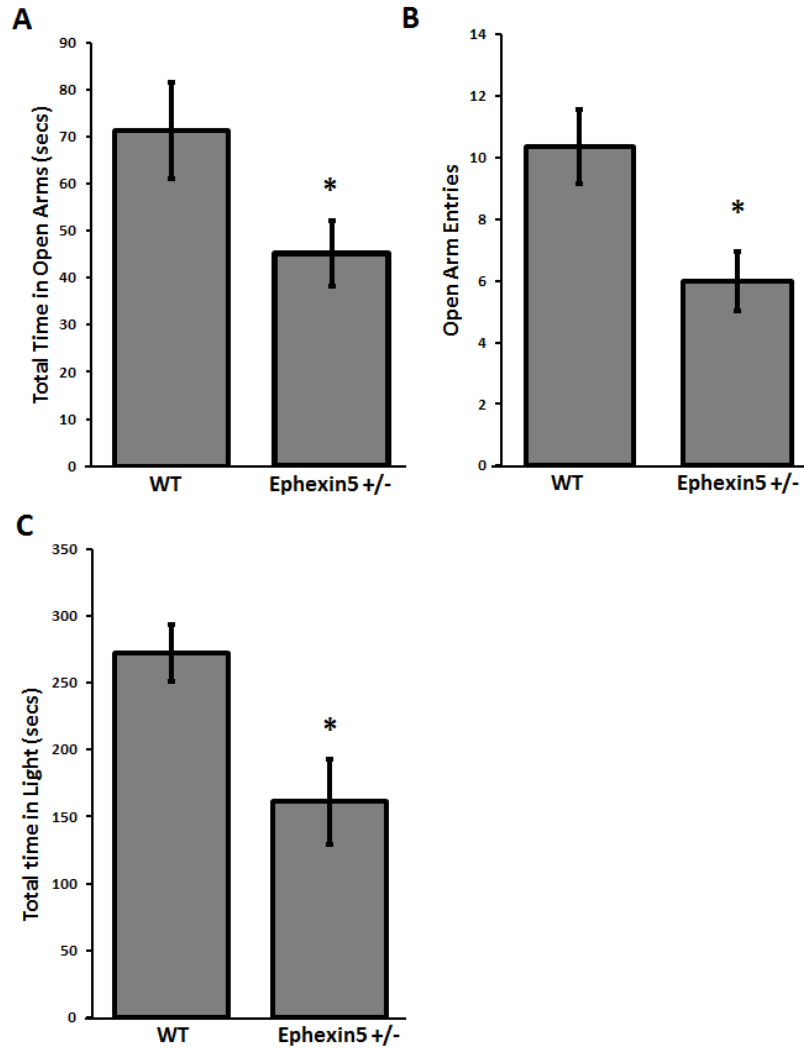 A
Total Time in Open Arms (secs)
90
80
70
60
50
40
30
20
10
0
*
WT
Ephexin5 +/-
B
Open Arm Entries
14
12
10
8
6
4
2
0
*
WT
Ephexin5 +/-
C
Total time in Light (secs)
350
300
250
200
150
100
50
0
*
WT
Ephexin5 +/-